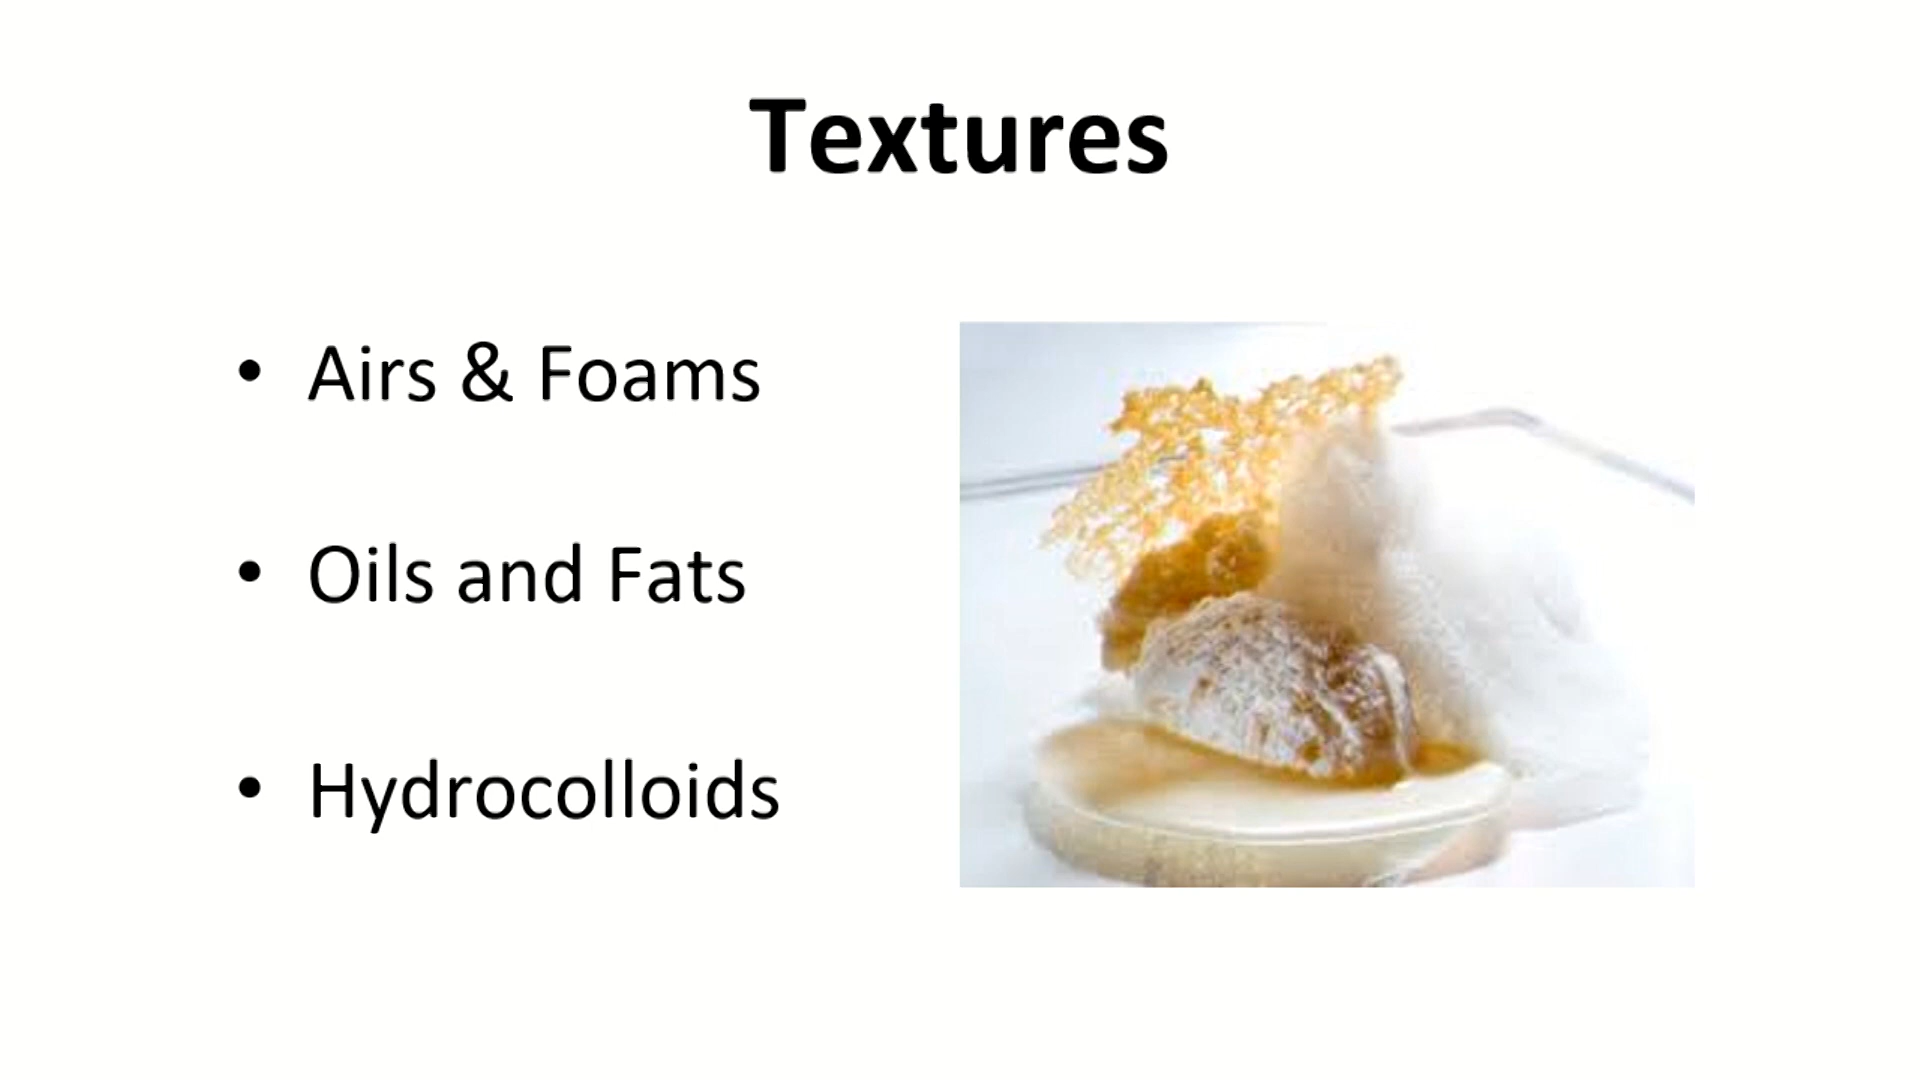 Textures
• Airs & Foams
• Oils and Fats
• Hydrocolloids